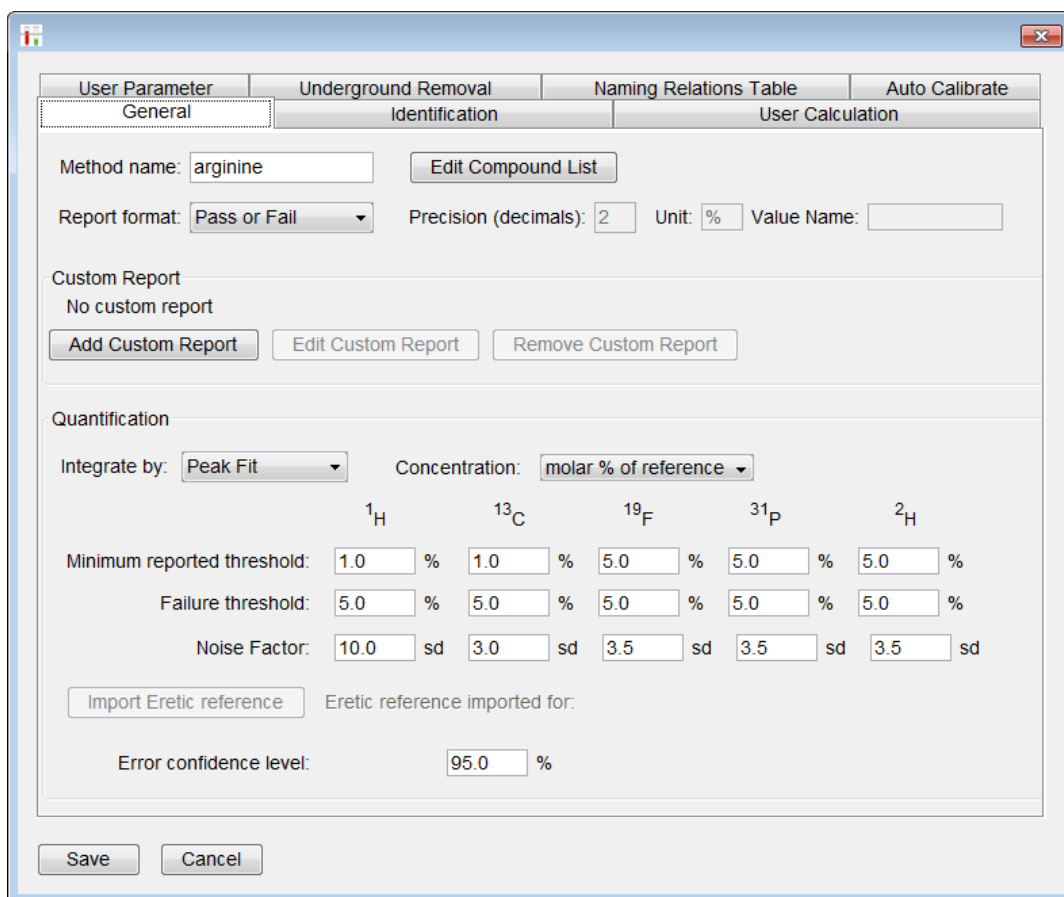 User Parameter Underground Removal Naming Relations Table Auto Calibrate
General Identification User Calculation
Method name: arginine Edit Compound List
Report format: Pass or Fail Precision (decimals): 2 Unit: % Value Name:
Custom Report
No custom report
Add Custom Report Edit Custom Report Remove Custom Report
Quantification
Integrate by: Peak Fit Concentration: molar % of reference
¹H ¹³C ¹⁹F ³¹P ²H
Minimum reported threshold: 1.0 % 1.0 % 5.0 % 5.0 % 5.0 %
Failure threshold: 5.0 % 5.0 % 5.0 % 5.0 % 5.0 %
Noise Factor: 10.0 sd 3.0 sd 3.5 sd 3.5 sd 3.5 sd
Import Eretic reference Eretic reference imported for:
Error confidence level: 95.0 %
Save Cancel